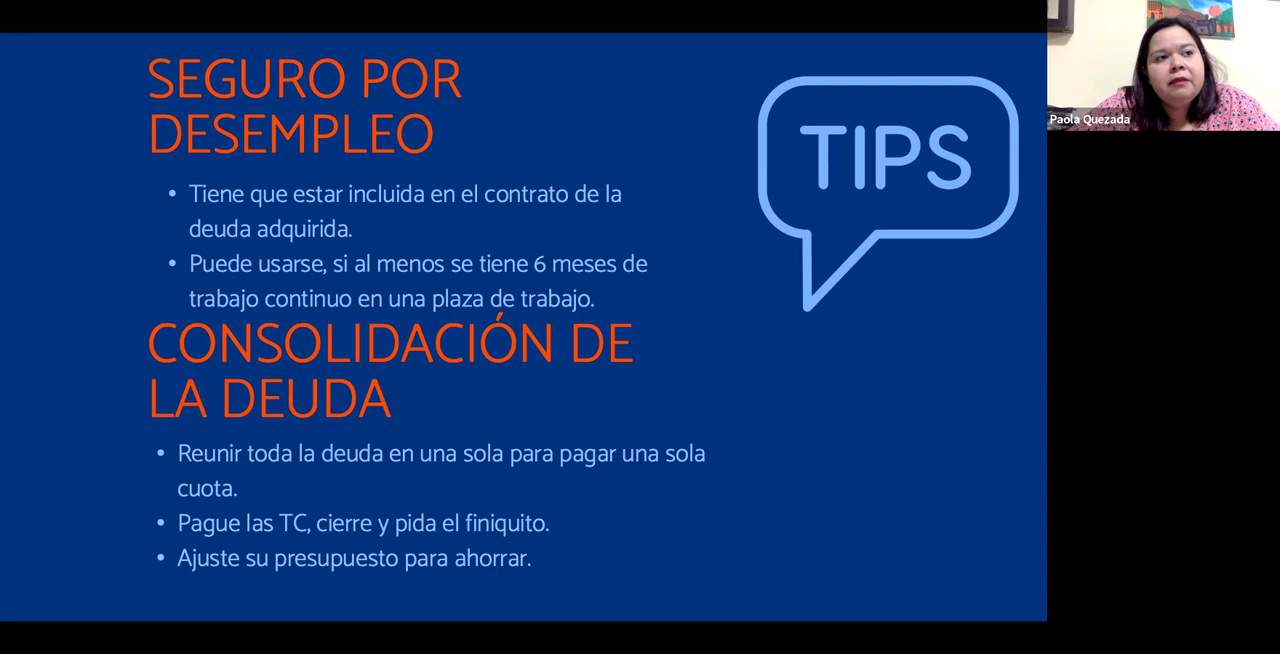 SEGURO POR
DESEMPLEO
• Tiene que estar incluida en el contrato de la
deuda adquirida.
• Puede usarse, si al menos se tiene 6 meses de
trabajo continuo en una plaza de trabajo.
CONSOLIDACIÓN DE
LA DEUDA
• Reunir toda la deuda en una sola para pagar una sola
cuota.
• Pague las TC, cierre y pida el finiquito.
• Ajuste su presupuesto para ahorrar.
TIPS
Paola Quezada